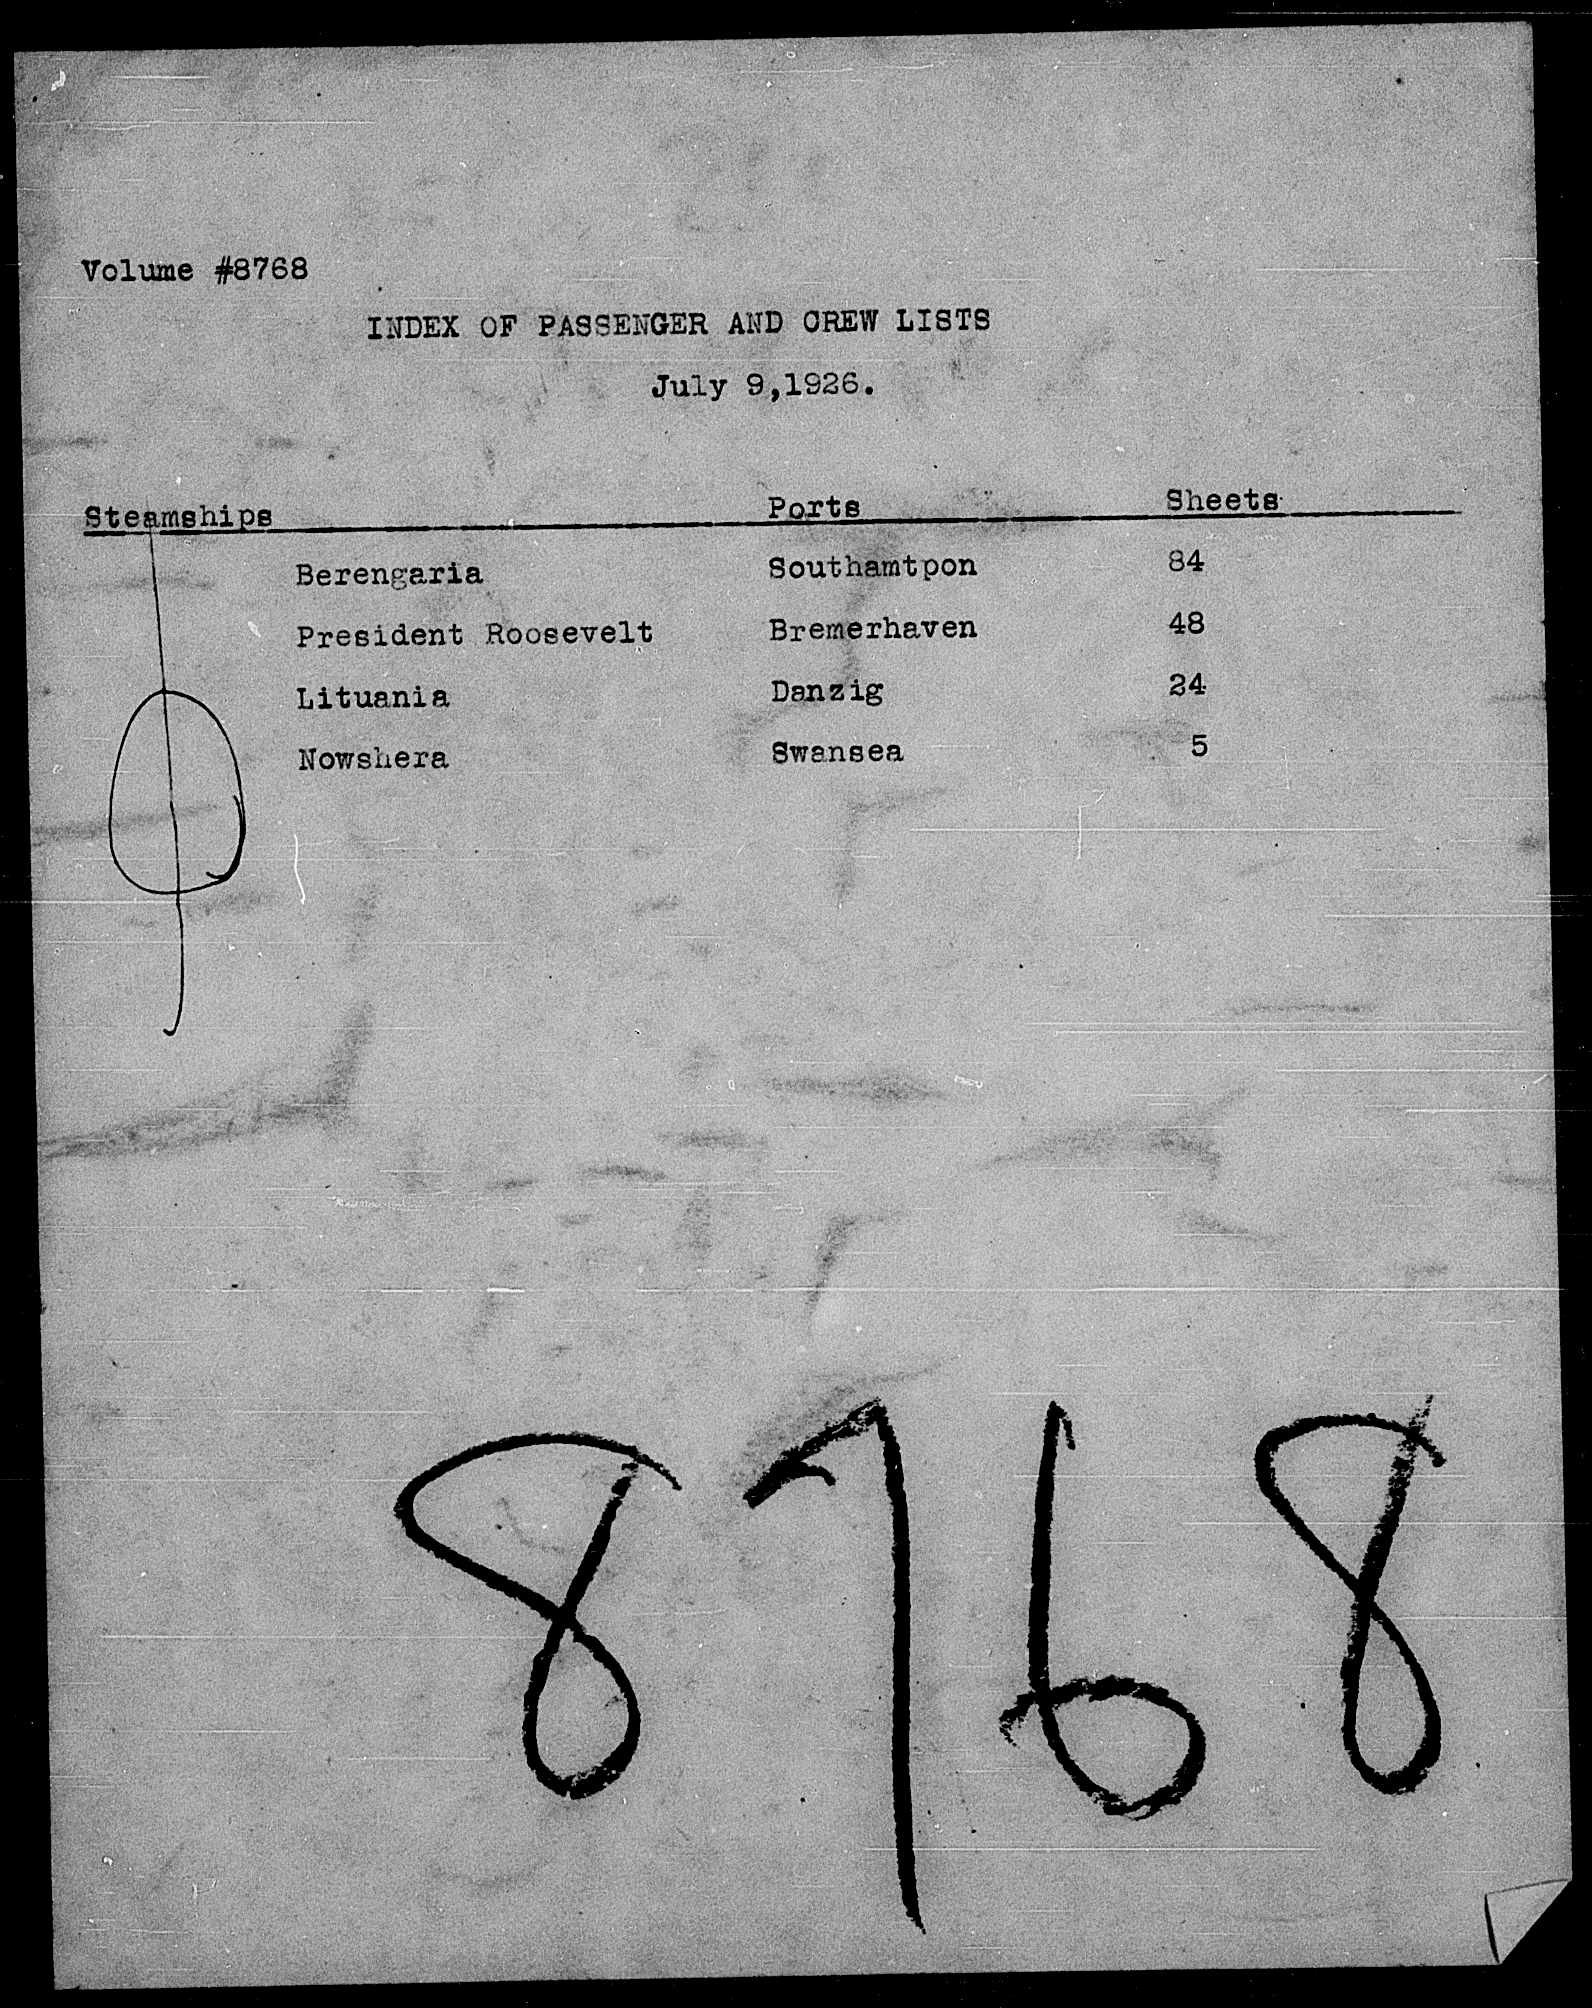 Volume #8768
INDEX OF PASSENGER AND CREW LISTS
July 9,1926.
Steamships Ports Sheets
Berengaria Southamtpon 84
President Roosevelt Bremerhaven 48
Lituania Danzig 24
Nowshera Swansea 5
8768